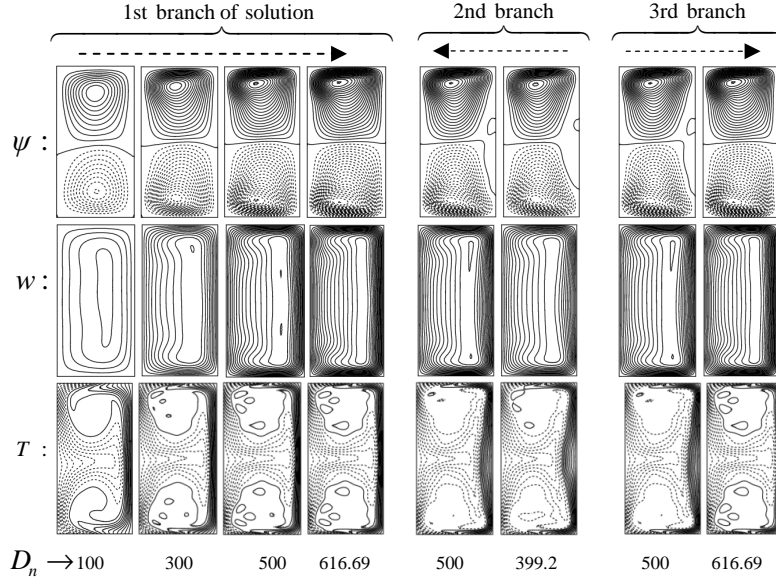 1st branch of solution 2nd branch 3rd branch
ψ :
w :
T :
Dn → 100 300 500 616.69 500 399.2 500 616.69